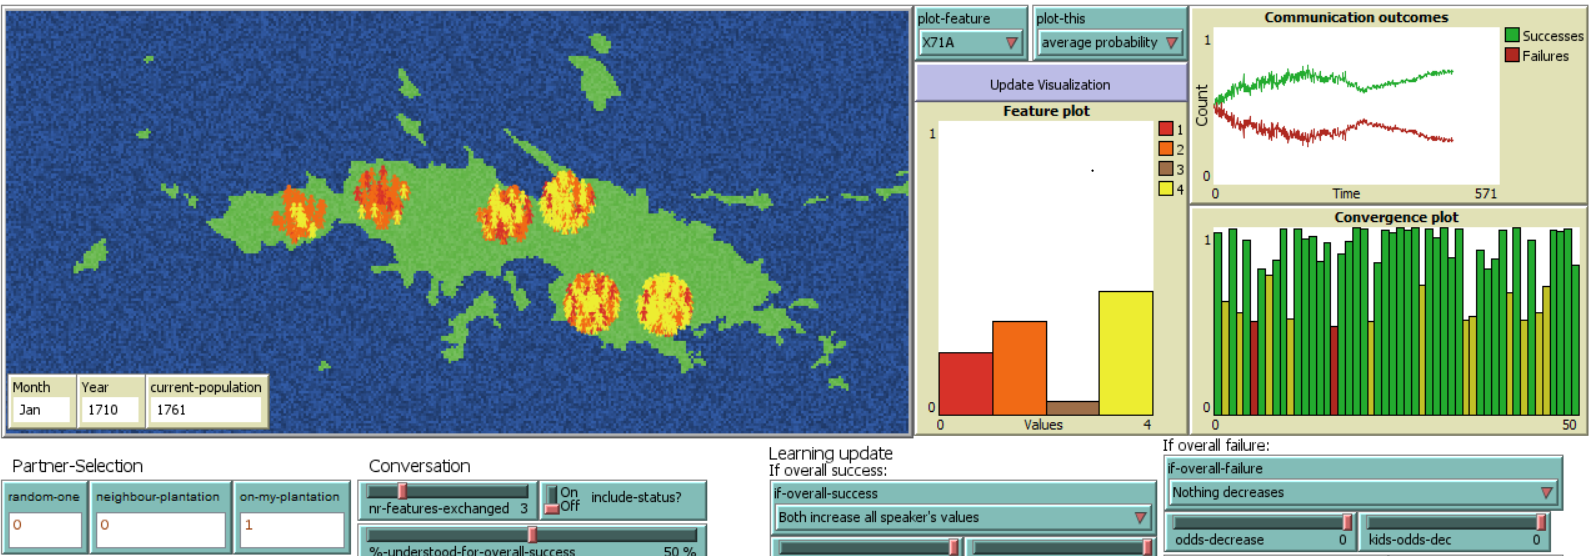 plot-feature
X71A
plot-this
average probability
Update Visualization
Feature plot
1
1
2
3
4
0
0
Values
4
Communication outcomes
1
Count
0
0
Time
571
Successes
Failures
Convergence plot
1
0
0
50
Month
Jan
Year
1710
current-population
1761
Partner-Selection
random-one
0
neighbour-plantation
0
on-my-plantation
1
Conversation
nr-features-exchanged 3
On
Off
include-status?
%-understood-for-overall-success 50 %
Learning update
If overall success:
if-overall-success
Both increase all speaker's values
If overall failure:
if-overall-failure
Nothing decreases
odds-decrease 0
kids-odds-dec 0